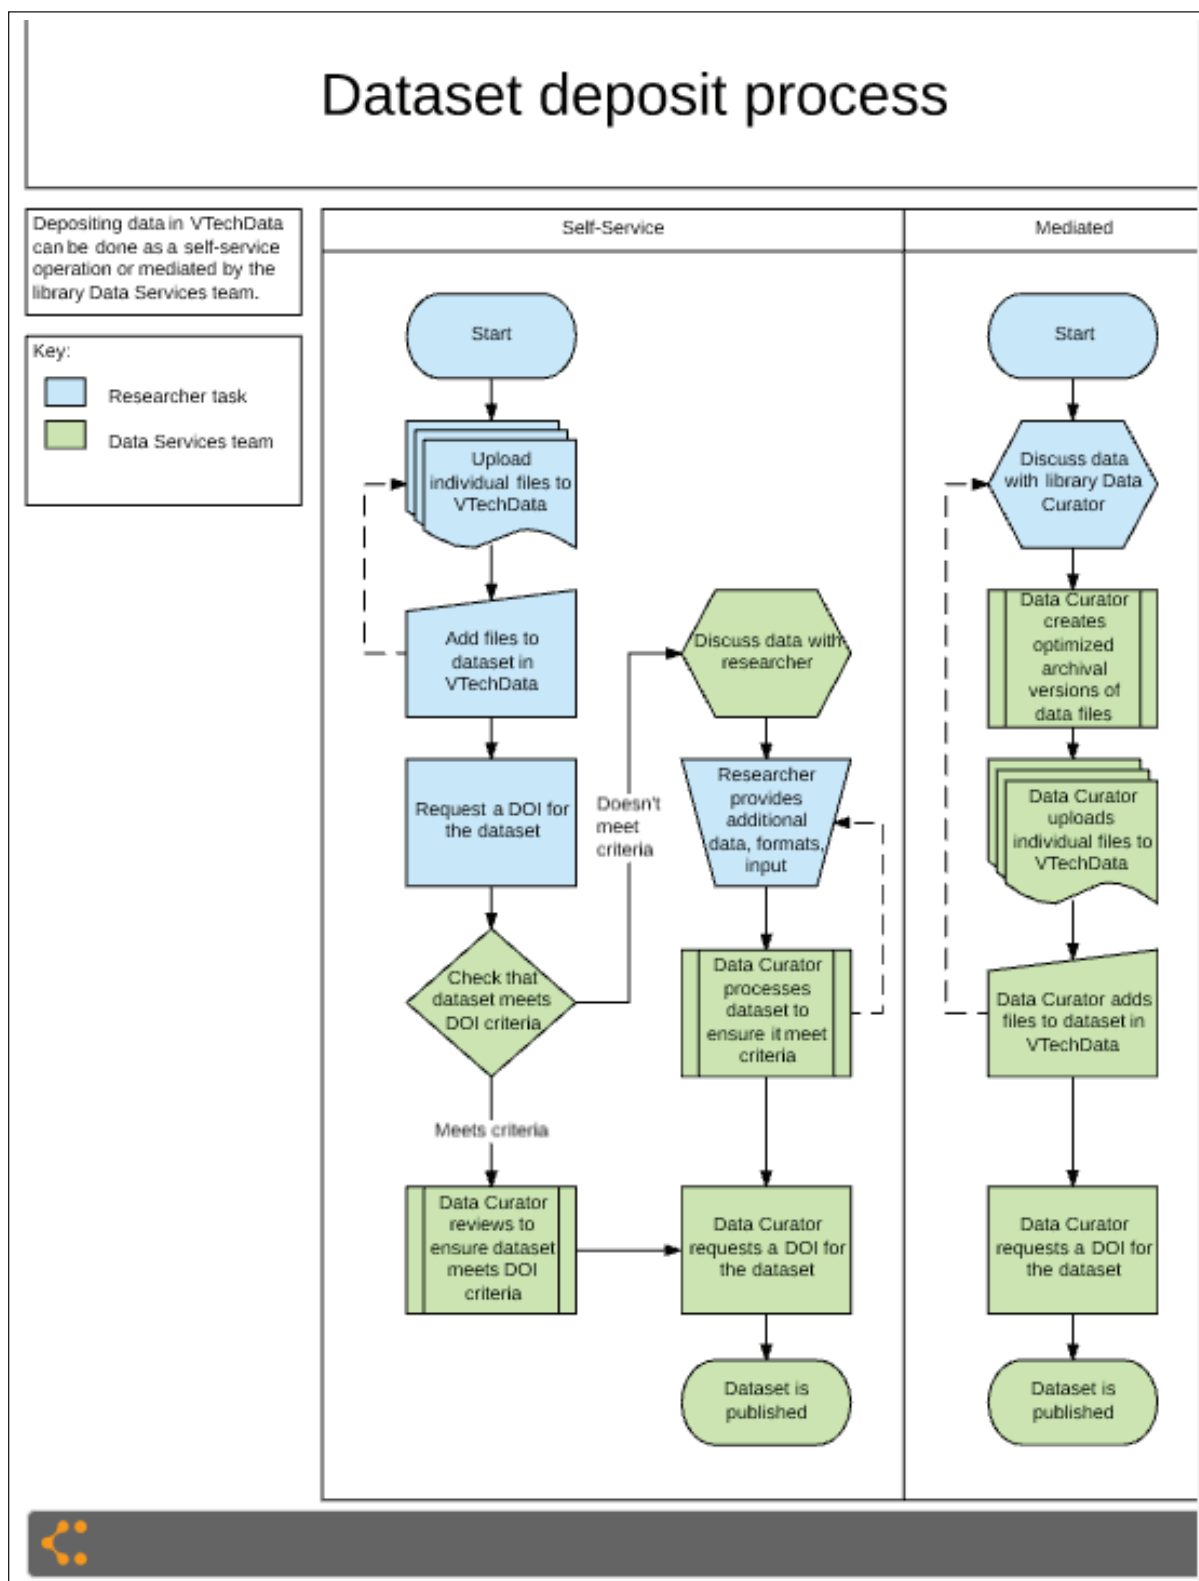 Dataset deposit process
Depositing data in VTechData
can be done as a self-service
operation or mediated by the
library Data Services team.
Key:
Researcher task
Data Services team
Self-Service
Start
Upload
individual files to
VTechData
Add files to
dataset in
VTechData
Request a DOI for
the dataset
Check that
dataset meets
DOI criteria
Doesn't
meet
criteria
Meets criteria
Data Curator
reviews to
ensure dataset
meets DOI
criteria
Discuss data with
researcher
Researcher
provides
additional
data, formats,
input
Data Curator
processes
dataset to
ensure it meet
criteria
Data Curator
requests a DOI for
the dataset
Dataset is
published
Mediated
Start
Discuss data
with library Data
Curator
Data Curator
creates
optimized
archival
versions of
data files
Data Curator
uploads
individual files to
VTechData
Data Curator adds
files to dataset in
VTechData
Data Curator
requests a DOI for
the dataset
Dataset is
published